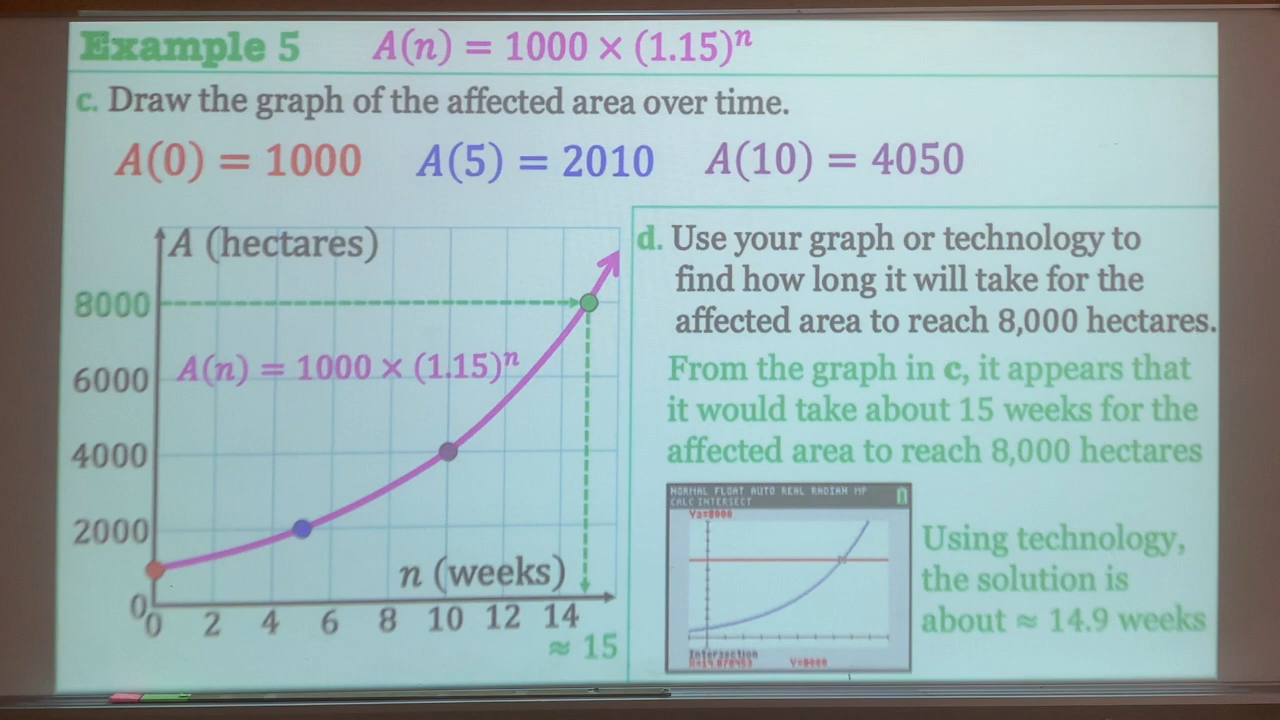 Example 5
A(n) = 1000 × (1.15)ⁿ
c. Draw the graph of the affected area over time.
A(0) = 1000
A(5) = 2010
A(10) = 4050
A (hectares)
8000
6000
4000
2000
0
A(n) = 1000 × (1.15)ⁿ
n (weeks)
0 2 4 6 8 10 12 14
≈ 15
d. Use your graph or technology to
find how long it will take for the
affected area to reach 8,000 hectares.
From the graph in c, it appears that
it would take about 15 weeks for the
affected area to reach 8,000 hectares
NORMAL FLOAT AUTO REAL RADIAN MP
CALC INTERSECT
=8000
Intersection
Y=8000
Using technology,
the solution is
about ≈ 14.9 weeks